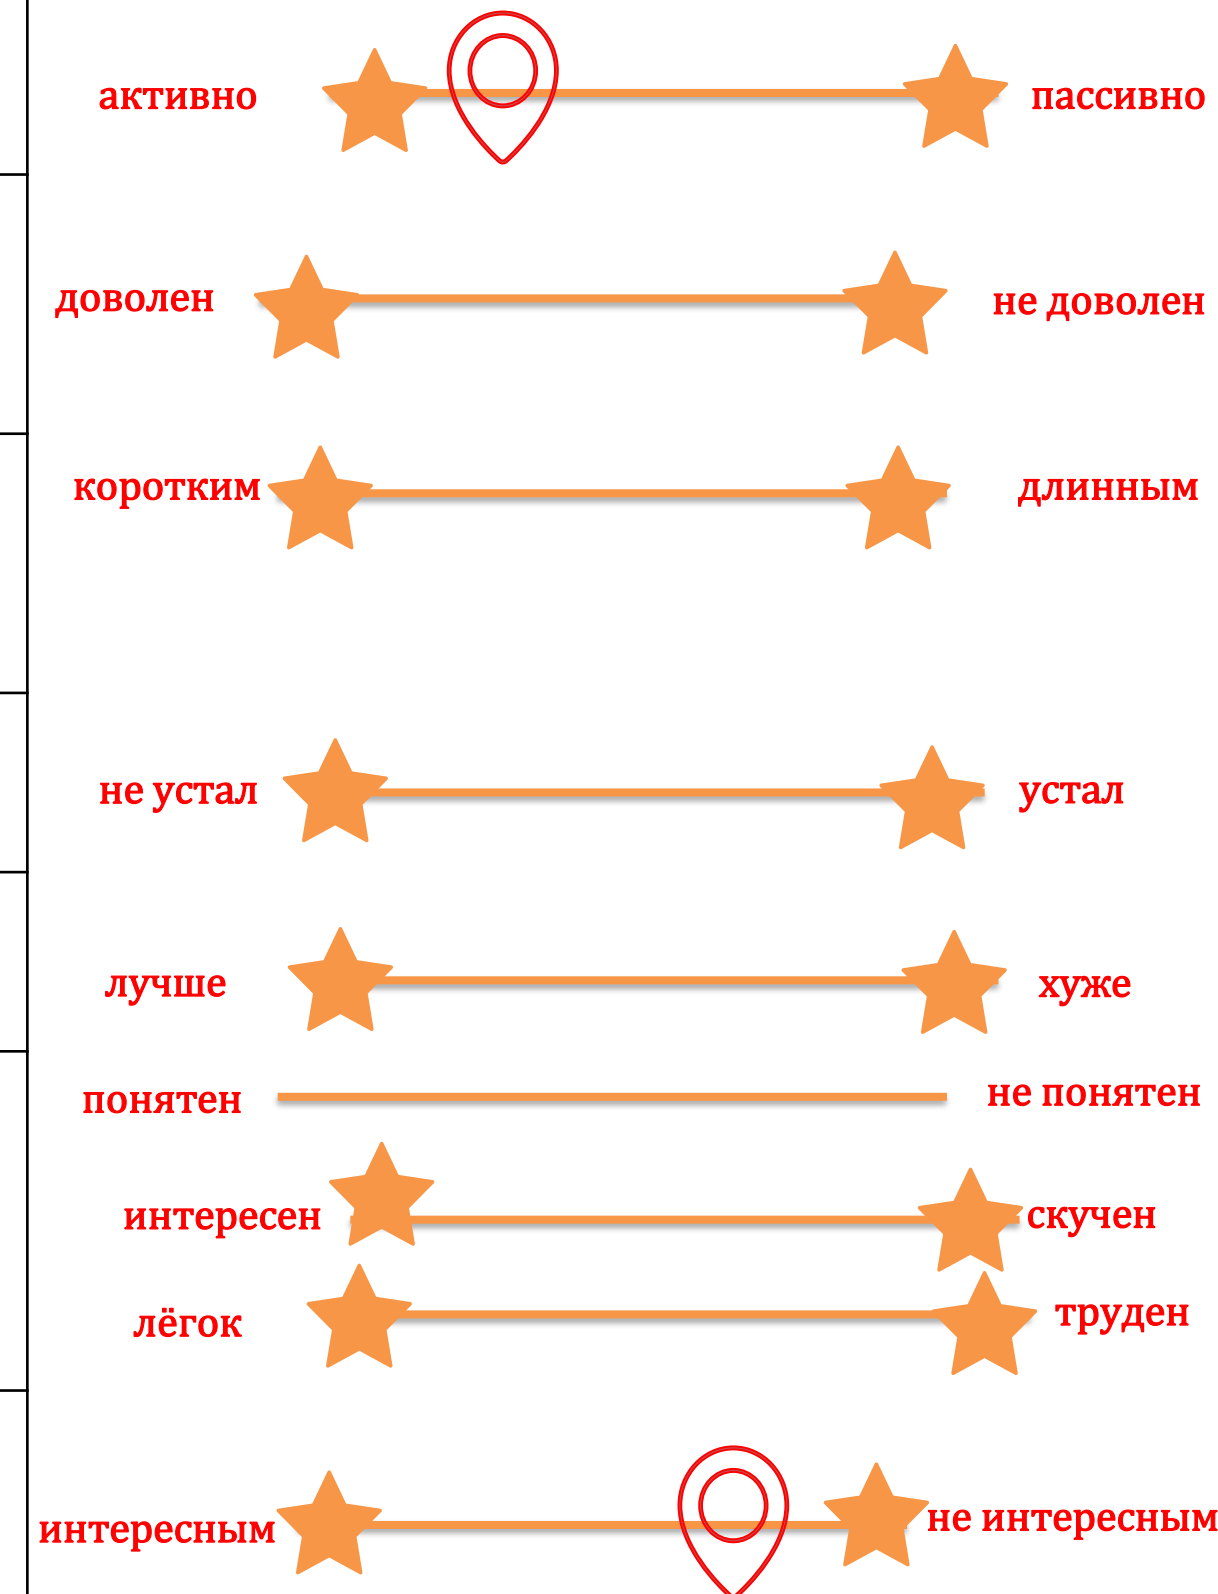 активно пассивно
доволен не доволен
коротким длинным
не устал устал
лучше хуже
понятен не понятен
интересен скучен
лёгок труден
интересным не интересным